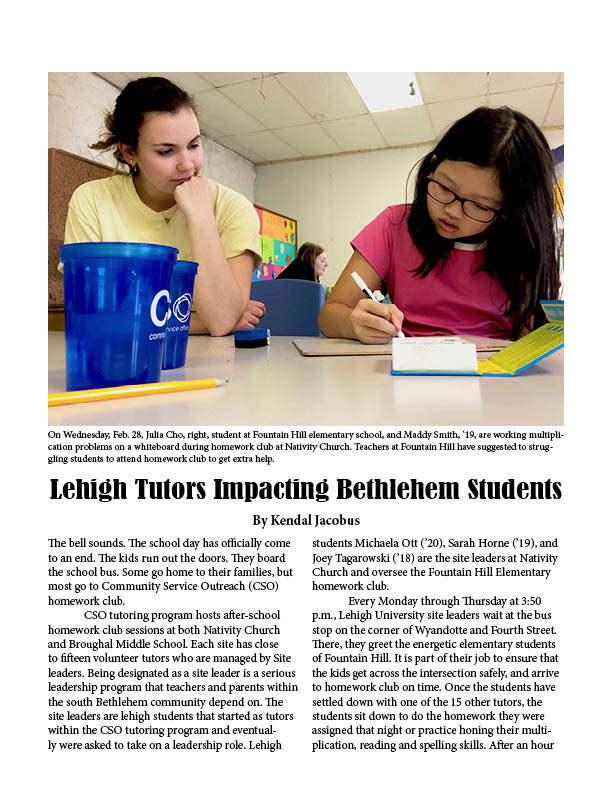 CSO
On Wednesday, Feb. 28, Julia Cho, right, student at Fountain Hill elementary school, and Maddy Smith, ‘19, are working multipli-
cation problems on a whiteboard during homework club at Nativity Church. Teachers at Fountain Hill have suggested to strug-
gling students to attend homework club to get extra help.
Lehigh Tutors Impacting Bethlehem Students
By Kendal Jacobus
The bell sounds. The school day has officially come
to an end. The kids run out the doors. They board
the school bus. Some go home to their families, but
most go to Community Service Outreach (CSO)
homework club.
CSO tutoring program hosts after-school
homework club sessions at both Nativity Church
and Broughal Middle School. Each site has close
to fifteen volunteer tutors who are managed by Site
leaders. Being designated as a site leader is a serious
leadership program that teachers and parents within
the south Bethlehem community depend on. The
site leaders are lehigh students that started as tutors
within the CSO tutoring program and eventual-
ly were asked to take on a leadership role. Lehigh
students Michaela Ott (’20), Sarah Horne (’19), and
Joey Tagarowski (’18) are the site leaders at Nativity
Church and oversee the Fountain Hill Elementary
homework club.
Every Monday through Thursday at 3:50
p.m., Lehigh University site leaders wait at the bus
stop on the corner of Wyandotte and Fourth Street.
There, they greet the energetic elementary students
of Fountain Hill. It is part of their job to ensure that
the kids get across the intersection safely, and arrive
to homework club on time. Once the students have
settled down with one of the 15 other tutors, the
students sit down to do the homework they were
assigned that night or practice honing their multi-
plication, reading and spelling skills. After an hour